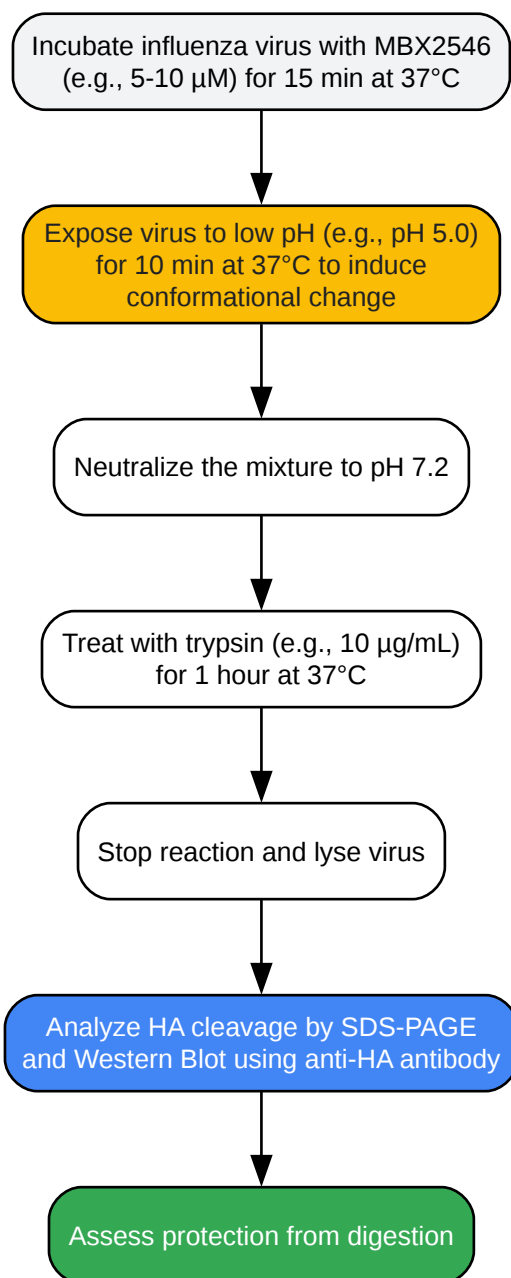 Incubate influenza virus with MBX2546
(e.g., 5-10 µM) for 15 min at 37°C
Expose virus to low pH (e.g., pH 5.0)
for 10 min at 37°C to induce
conformational change
Neutralize the mixture to pH 7.2
Treat with trypsin (e.g., 10 µg/mL)
for 1 hour at 37°C
Stop reaction and lyse virus
Analyze HA cleavage by SDS-PAGE
and Western Blot using anti-HA antibody
Assess protection from digestion